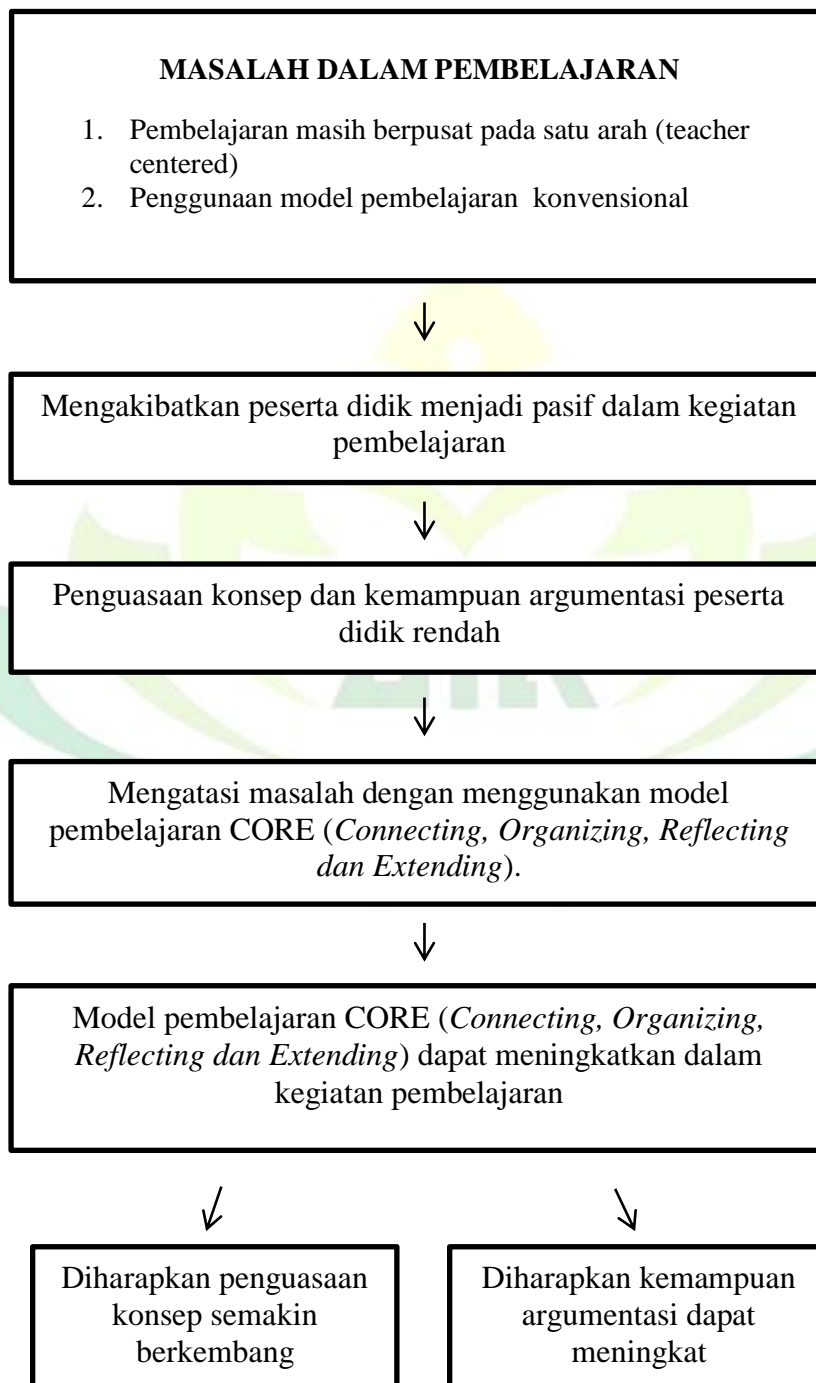 MASALAH DALAM PEMBELAJARAN
1. Pembelajaran masih berpusat pada satu arah (teacher
centered)
2. Penggunaan model pembelajaran konvensional
Mengakibatkan peserta didik menjadi pasif dalam kegiatan
pembelajaran
Penguasaan konsep dan kemampuan argumentasi peserta
didik rendah
Mengatasi masalah dengan menggunakan model
pembelajaran CORE (Connecting, Organizing, Reflecting
dan Extending).
Model pembelajaran CORE (Connecting, Organizing,
Reflecting dan Extending) dapat meningkatkan dalam
kegiatan pembelajaran
Diharapkan penguasaan
konsep semakin
berkembang
Diharapkan kemampuan
argumentasi dapat
meningkat